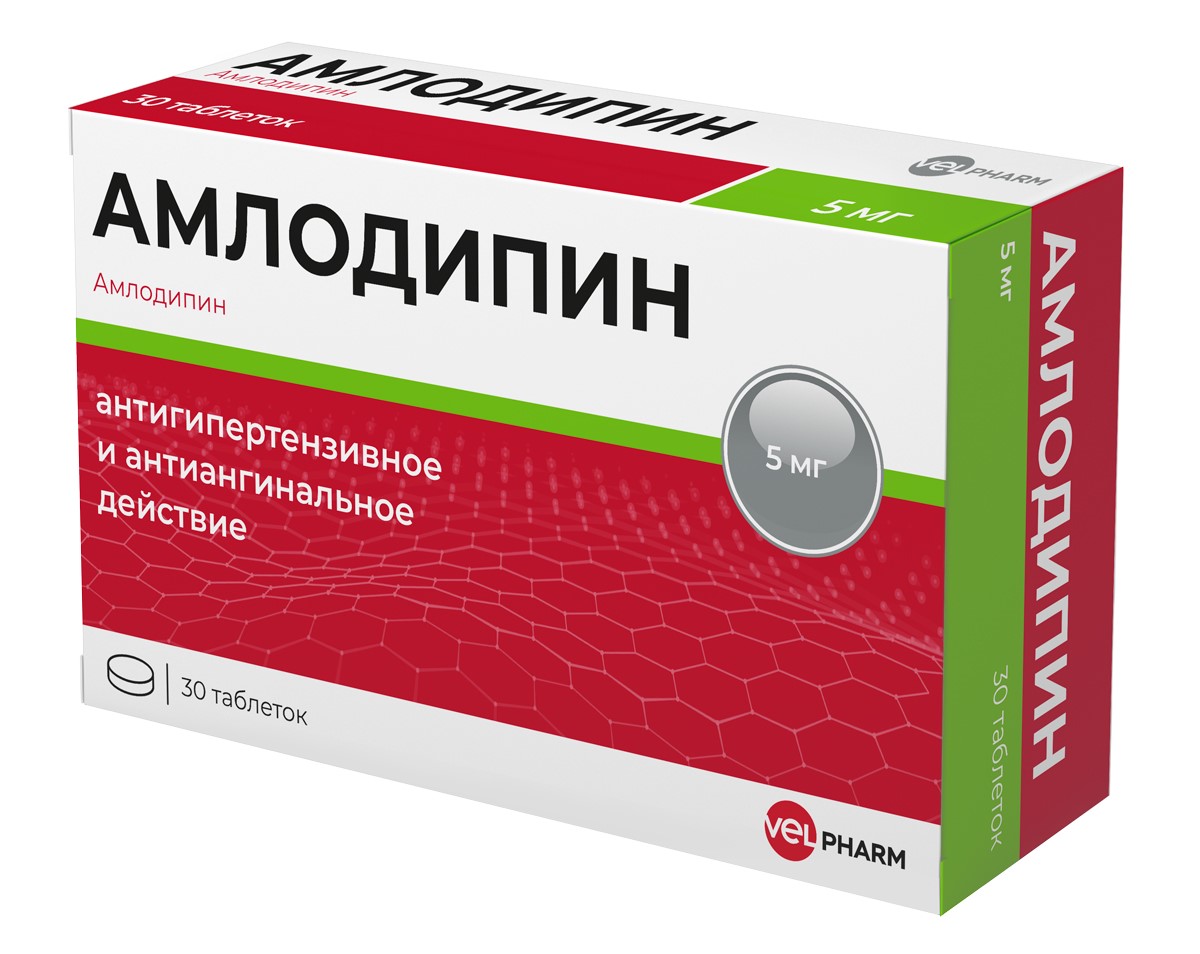 АМЛОДИПИН
Амлодипин
30 таблеток
VEL PHARM
5 мг
АМЛОДИПИН
Амлодипин
антигипертензивное
и антиангинальное
действие
5 мг
30 таблеток
VEL PHARM
5 мг
30 таблеток
АМЛОДИПИН